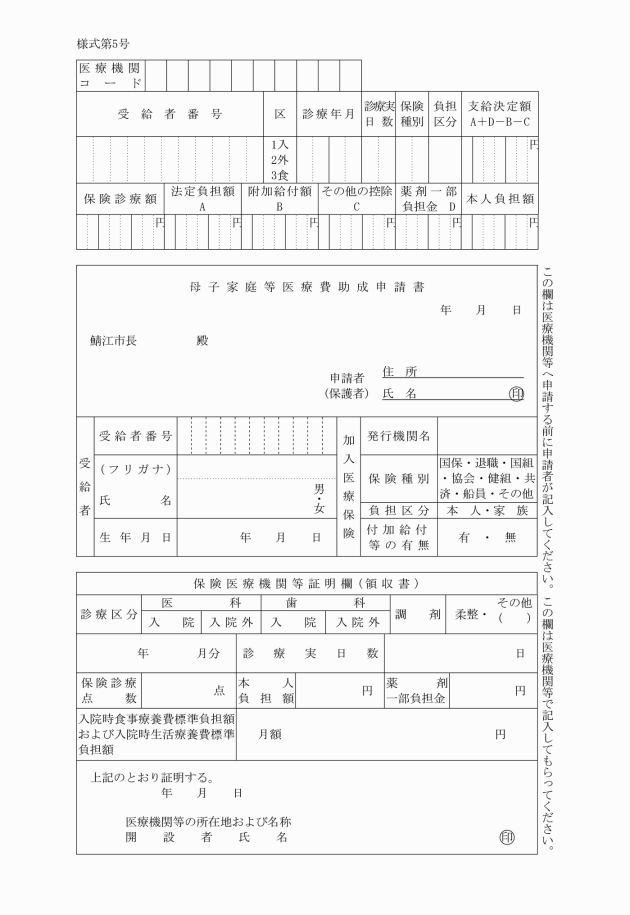 様式第5号
医療機関
コード
受給者番号 区 診療年月 診療実日数 保険種別 負担区分 支給決定額 A+D-B-C
1入
2外
3食
円
保険診療額 法定負担額 A 附加給付額 B その他の控除 C 薬剤一部負担金 D 本人負担額
円 円 円 円 円 円
母子家庭等医療費助成申請書
年 月 日
鯖江市長 殿
申請者 住所
(保護者) 氏名 印
受給者
受給者番号
(フリガナ)
氏名
男・女
生年月日 年 月 日
加入医療保険
発行機関名
保険種別
国保・退職・国組
・協会・健組・共
済・船員・その他
負担区分 本人・家族
付加給付
等の有無
有・無
この欄は医療機関等へ申請する前に申請者が記入してください。
保険医療機関等証明欄(領収書)
診療区分 医科 歯科 調剤 柔整・その他( )
入院 入院外 入院 入院外
年 月分 診療実日数 日
保険診療
点数
点
本人
負担額
円
薬剤
一部負担金
円
入院時食事療養費標準負担額
および入院時生活療養費標準
負担額
月額 円
上記のとおり証明する。
年 月 日
医療機関等の所在地および名称
開設者氏名 印
この欄は医療機関等で記入してもらってください。